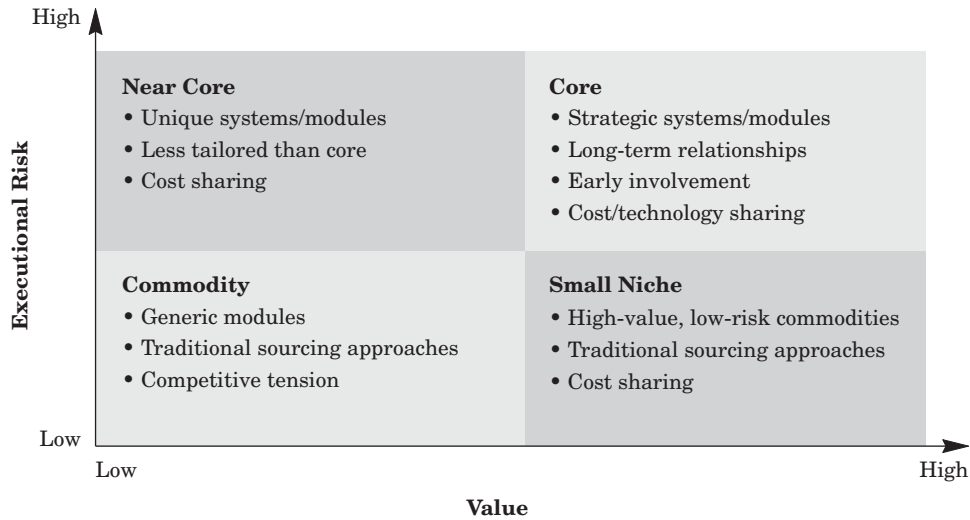 High
Executional Risk
Near Core
• Unique systems/modules
• Less tailored than core
• Cost sharing
Core
• Strategic systems/modules
• Long-term relationships
• Early involvement
• Cost/technology sharing
Commodity
• Generic modules
• Traditional sourcing approaches
• Competitive tension
Small Niche
• High-value, low-risk commodities
• Traditional sourcing approaches
• Cost sharing
Low
Low
High
Value